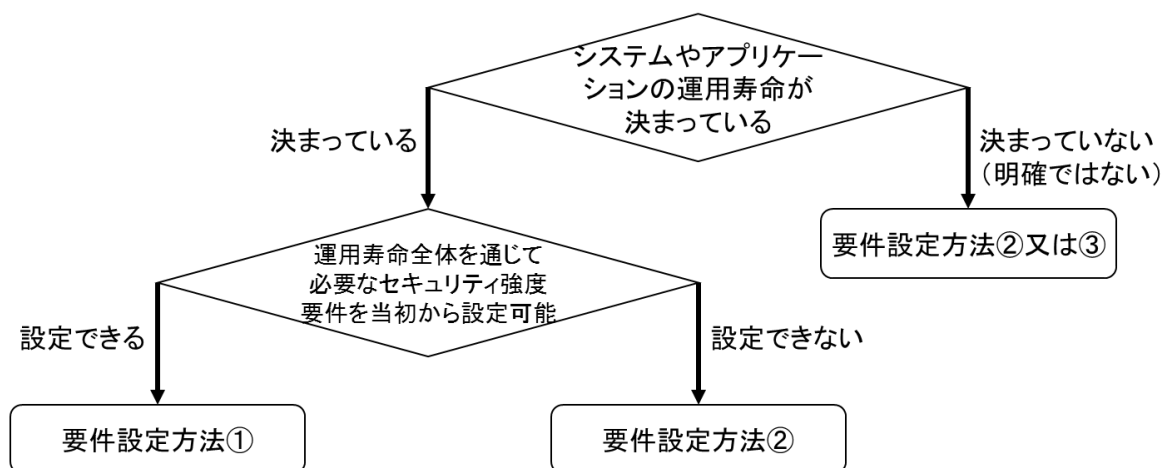 システムやアプリケー
ションの運用寿命が
決まっている
決まっている
決まっていない
（明確ではない）
運用寿命全体を通じて
必要なセキュリティ強度
要件を当初から設定可能
要件設定方法②又は③
設定できる
設定できない
要件設定方法①
要件設定方法②